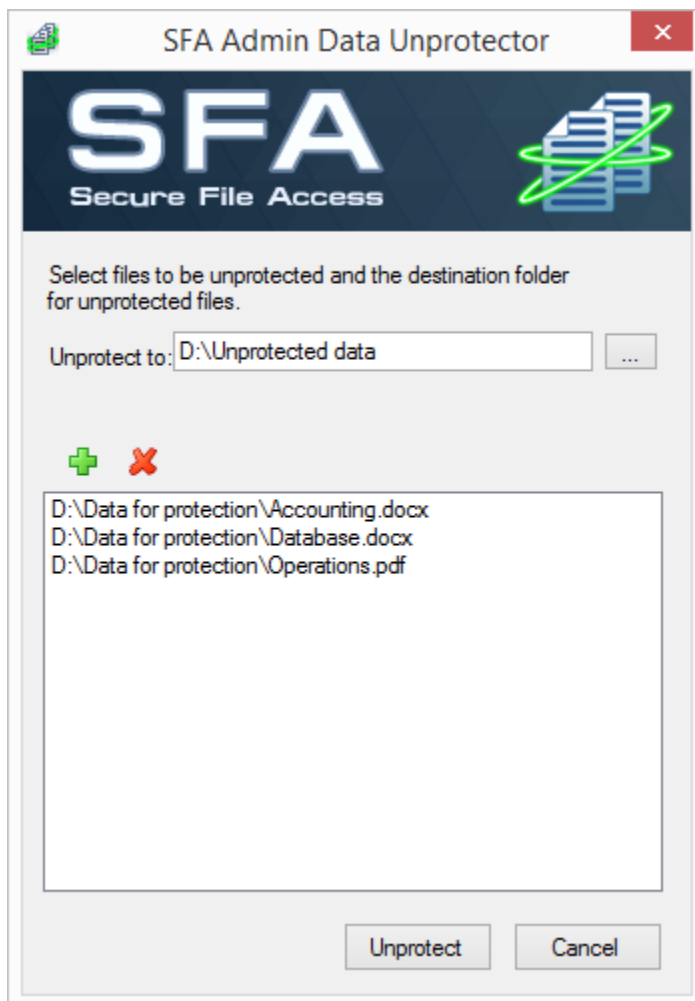 SFA Admin Data Unprotector
SFA
Secure File Access
Select files to be unprotected and the destination folder
for unprotected files.
Unprotect to: D:\Unprotected data ...
D:\Data for protection\Accounting.docx
D:\Data for protection\Database.docx
D:\Data for protection\Operations.pdf
Unprotect Cancel